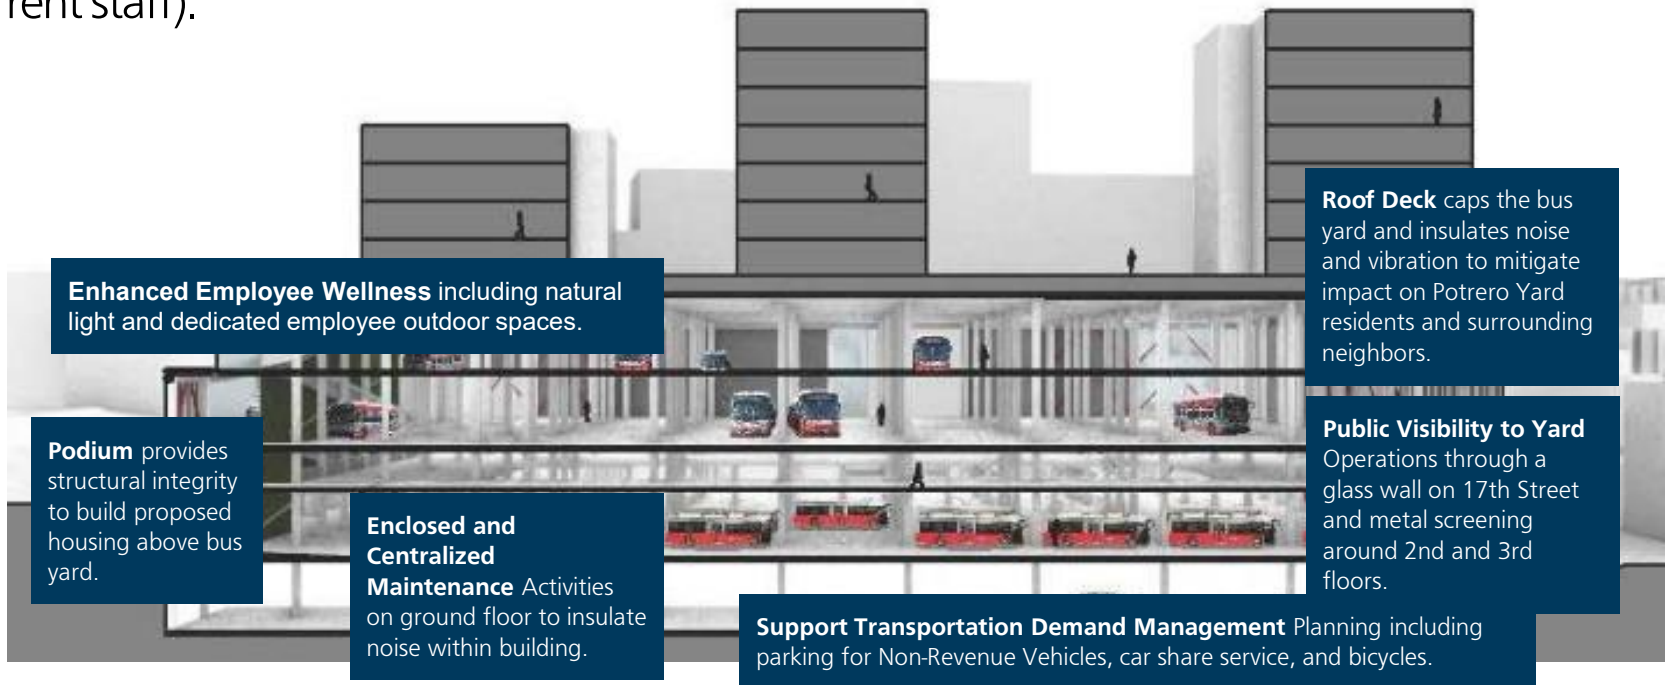 rent staff).
Enhanced Employee Wellness including natural
light and dedicated employee outdoor spaces.
Roof Deck caps the bus
yard and insulates noise
and vibration to mitigate
impact on Potrero Yard
residents and surrounding
neighbors.
Podium provides
structural integrity
to build proposed
housing above bus
yard.
Enclosed and
Centralized
Maintenance Activities
on ground floor to insulate
noise within building.
Public Visibility to Yard
Operations through a
glass wall on 17th Street
and metal screening
around 2nd and 3rd
floors.
Support Transportation Demand Management Planning including
parking for Non-Revenue Vehicles, car share service, and bicycles.